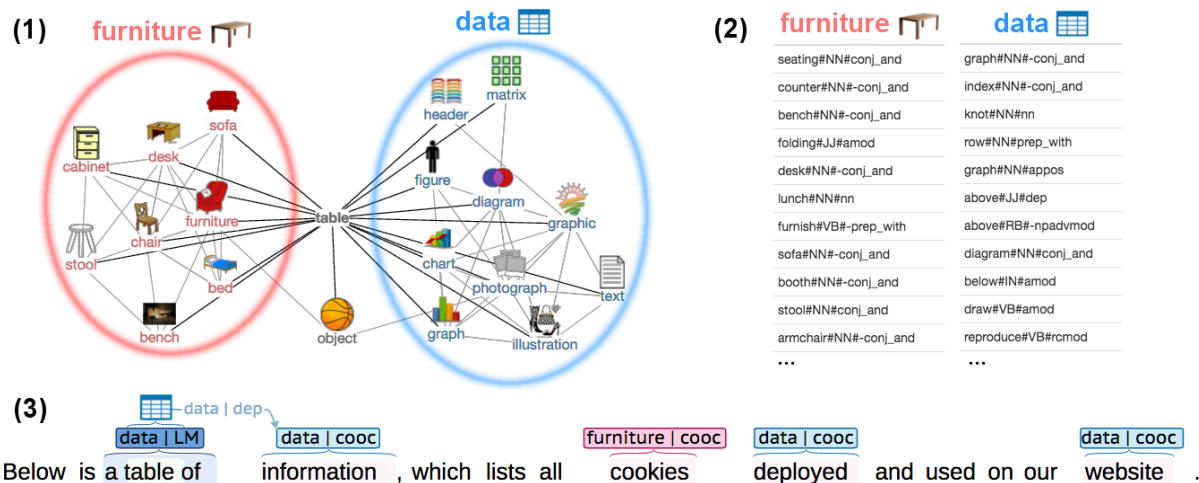 (1)
furniture
data
sofa
cabinet
desk
furniture
chair
stool
bed
bench
table
object
header
matrix
figure
diagram
graphic
chart
photograph
text
graph
illustration
(2)
furniture
data
seating#NN#conj_and
graph#NN#-conj_and
counter#NN#-conj_and
index#NN#-conj_and
bench#NN#-conj_and
knot#NN#nn
folding#JJ#amod
row#NN#prep_with
desk#NN#-conj_and
graph#NN#appos
lunch#NN#nn
above#JJ#dep
furnish#VB#-prep_with
above#RB#-npadvmod
sofa#NN#-conj_and
diagram#NN#conj_and
booth#NN#-conj_and
below#IN#amod
stool#NN#conj_and
draw#VB#amod
armchair#NN#-conj_and
reproduce#VB#rcmod
...
...
(3)
data | dep
data | LM
data | cooc
furniture | cooc
data | cooc
data | cooc
Below is a table of information , which lists all cookies deployed and used on our website .